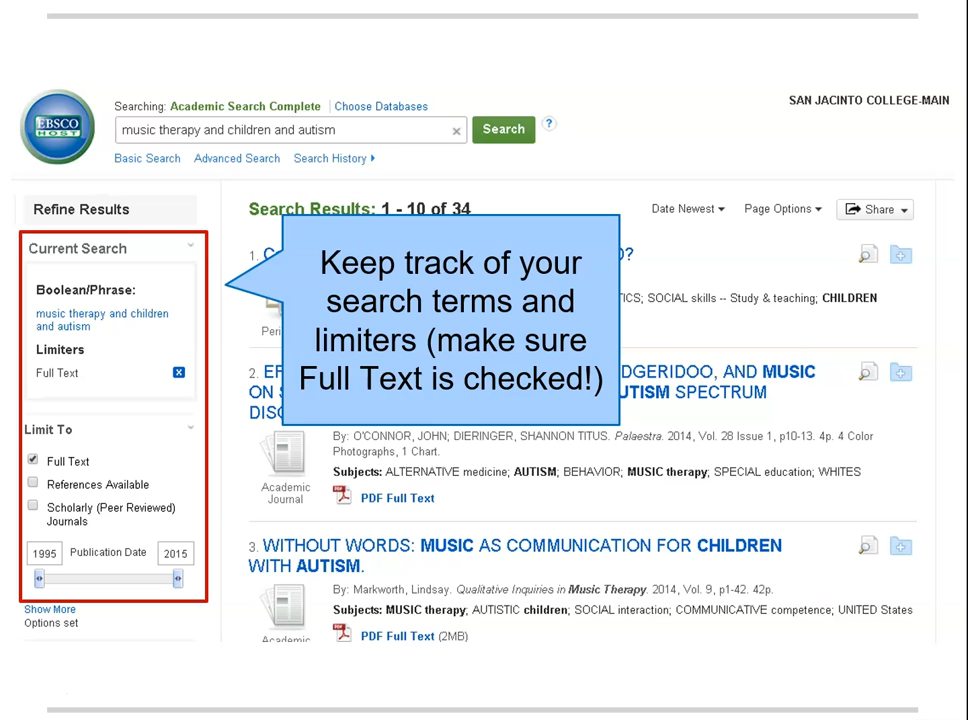 EBSCO
HOST
Searching: Academic Search Complete | Choose Databases
SAN JACINTO COLLEGE-MAIN
music therapy and children and autism
×
Search
?
Basic Search Advanced Search Search History
Refine Results
Current Search
Boolean/Phrase:
music therapy and children
and autism
Limiters
Full Text
Limit To
Full Text
References Available
Scholarly (Peer Reviewed)
Journals
1995 Publication Date 2015
Show More
Options set
Search Results: 1 - 10 of 34
Date Newest Page Options Share
Keep track of your
search terms and
limiters (make sure
Full Text is checked!)
1.
SOCIAL skills -- Study & teaching; CHILDREN
2.
AND MUSIC
ON
SPECTRUM
By: O'CONNOR, JOHN; DIERINGER, SHANNON TITUS. Palaestra. 2014, Vol. 28 Issue 1, p10-13. 4p. 4 Color
Photographs, 1 Chart.
Subjects: ALTERNATIVE medicine; AUTISM; BEHAVIOR; MUSIC therapy; SPECIAL education; WHITES
Academic
Journal
PDF Full Text
3. WITHOUT WORDS: MUSIC AS COMMUNICATION FOR CHILDREN
WITH AUTISM.
By: Markworth, Lindsay. Qualitative Inquiries in Music Therapy. 2014, Vol. 9, p1-42. 42p.
Subjects: MUSIC therapy; AUTISTIC children; SOCIAL interaction; COMMUNICATIVE competence; UNITED States
Academic
PDF Full Text (2MB)